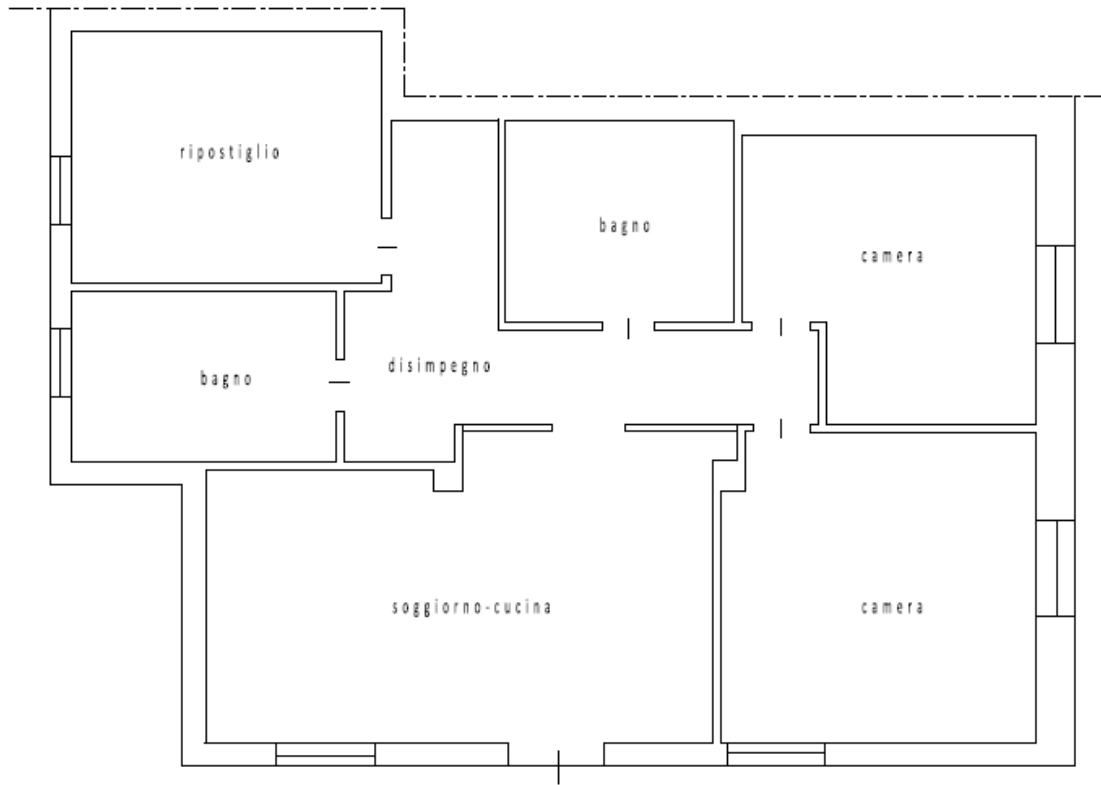 ripostiglio
bagno
camera
bagno
disimpegno
soggiorno-cucina
camera